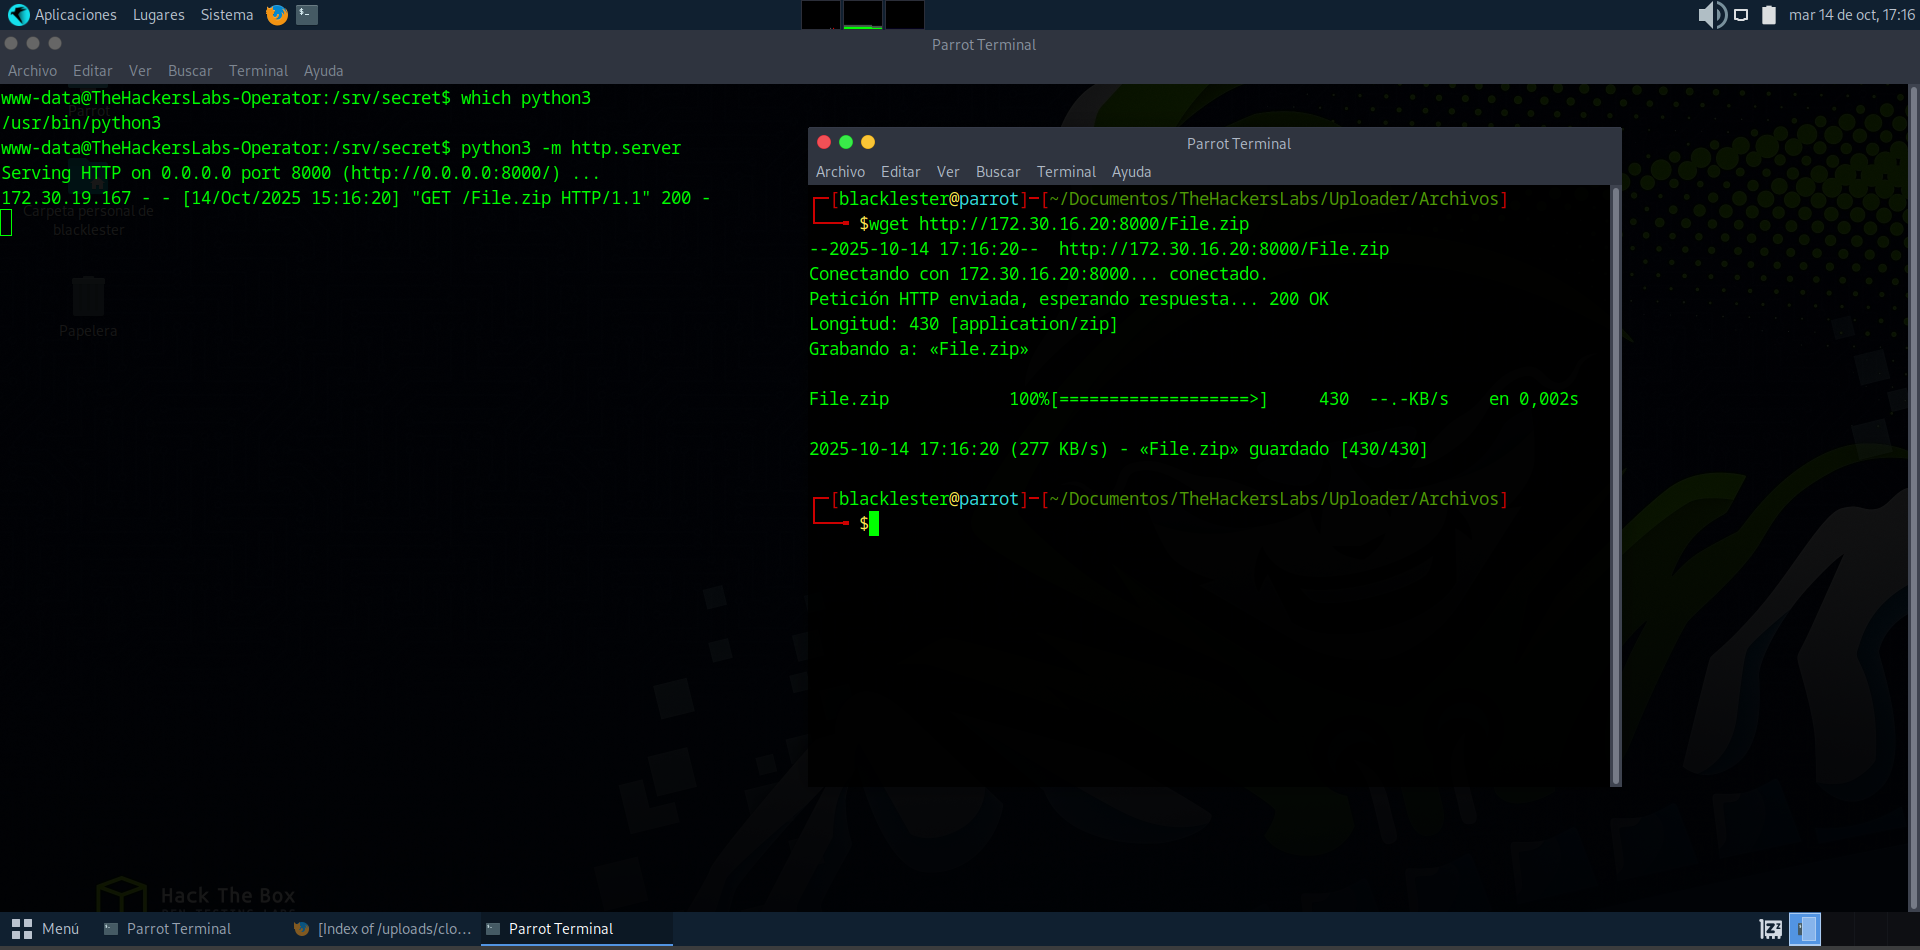 Aplicaciones Lugares Sistema mar 14 de oct, 17:16
Parrot Terminal
Archivo Editar Ver Buscar Terminal Ayuda
www-data@TheHackersLabs-Operator:/srv/secret$ which python3
/usr/bin/python3
www-data@TheHackersLabs-Operator:/srv/secret$ python3 -m http.server
Serving HTTP on 0.0.0.0 port 8000 (http://0.0.0.0:8000/) ...
172.30.19.167 - - [14/Oct/2025 15:16:20] "GET /File.zip HTTP/1.1" 200 -
Carpeta personal de
blacklester
Papelera
Parrot Terminal
Archivo Editar Ver Buscar Terminal Ayuda
[blacklester@parrot]─[~/Documentos/TheHackersLabs/Uploader/Archivos]
$wget http://172.30.16.20:8000/File.zip
--2025-10-14 17:16:20--  http://172.30.16.20:8000/File.zip
Conectando con 172.30.16.20:8000... conectado.
Petición HTTP enviada, esperando respuesta... 200 OK
Longitud: 430 [application/zip]
Grabando a: «File.zip»
File.zip 100%[===================>] 430 --.-KB/s en 0,002s
2025-10-14 17:16:20 (277 KB/s) - «File.zip» guardado [430/430]
[blacklester@parrot]─[~/Documentos/TheHackersLabs/Uploader/Archivos]
$
Hack The Box
Menú Parrot Terminal [Index of /uploads/clo... Parrot Terminal